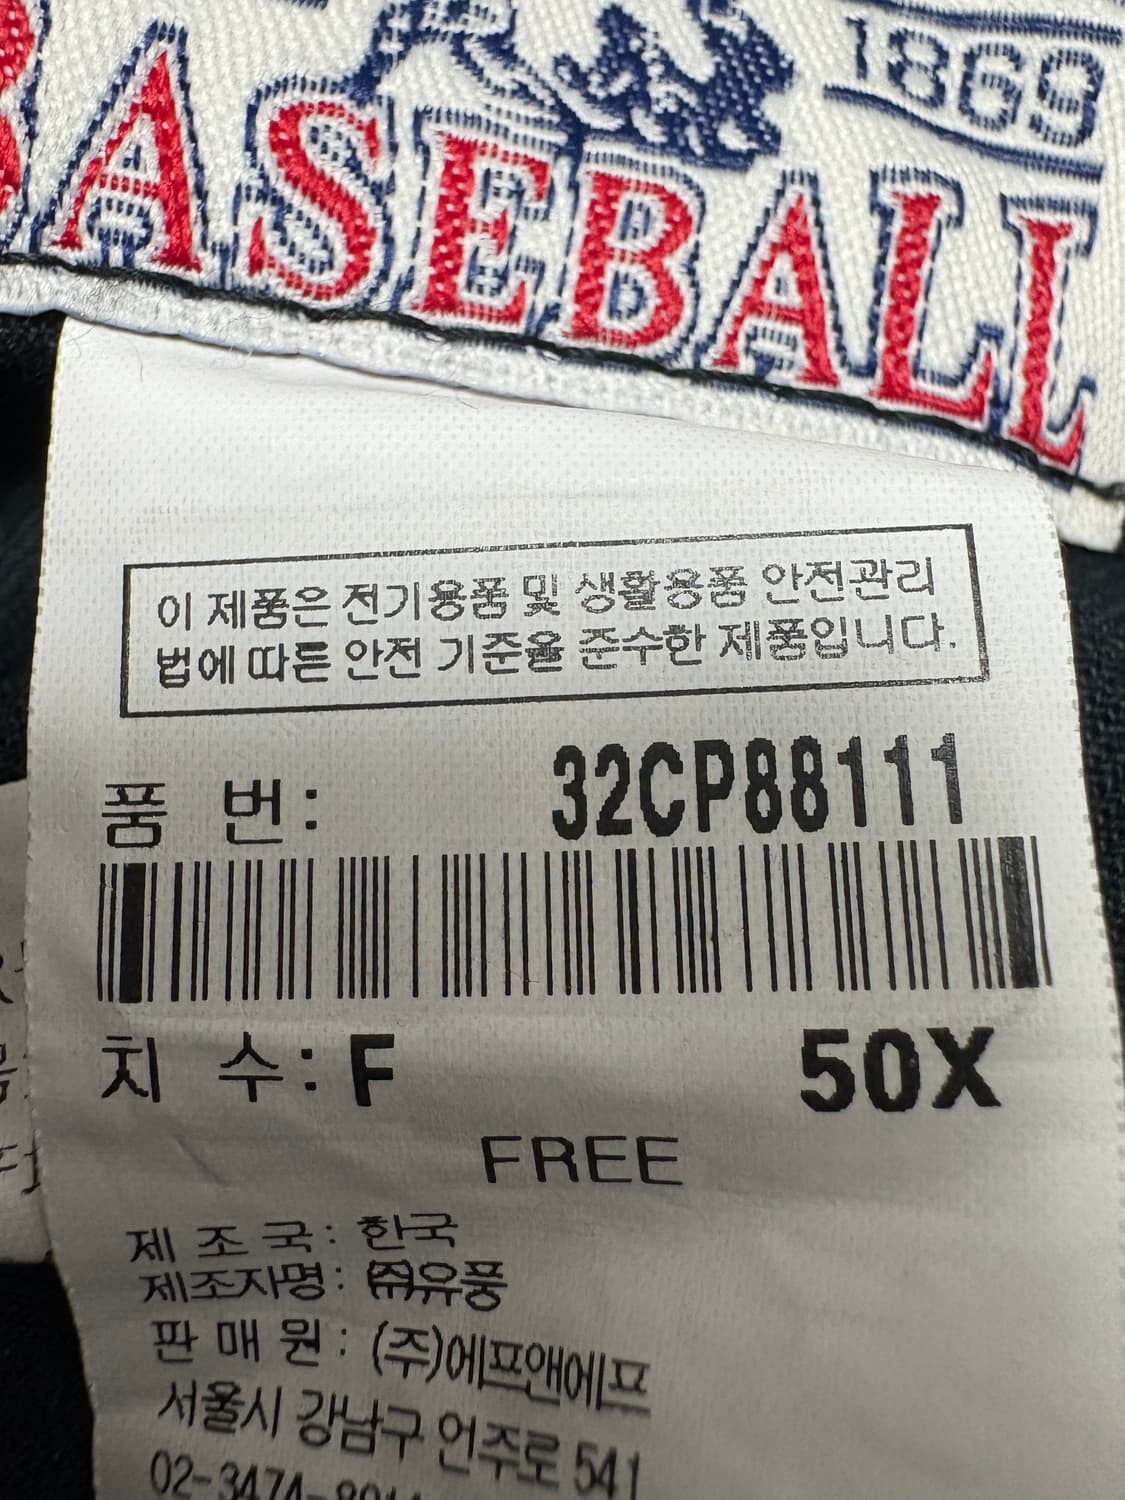 1869
BASEBALL
이 제품은 전기용품 및 생활용품 안전관리
법에 따른 안전 기준을 준수한 제품입니다.
품 번: 32CP88111
치 수: F 50X
FREE
제 조 국: 한국
제조자명: ㈜유풍
판 매 원: (주)에프앤에프
서울시 강남구 언주로 541
02-3474-